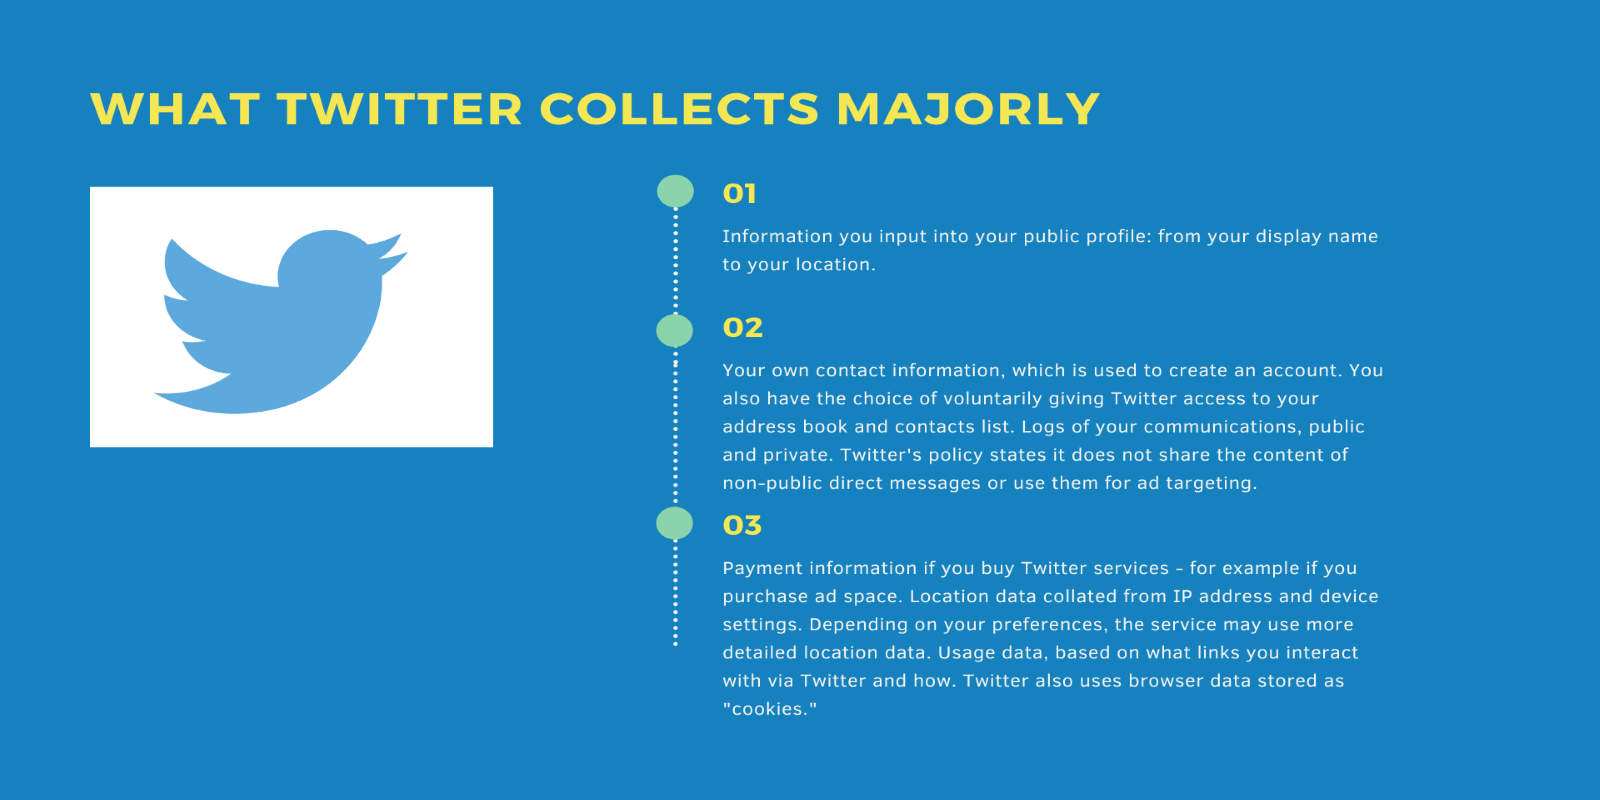 WHAT TWITTER COLLECTS MAJORLY
01
Information you input into your public profile: from your display name
to your location.
02
Your own contact information, which is used to create an account. You
also have the choice of voluntarily giving Twitter access to your
address book and contacts list. Logs of your communications, public
and private. Twitter's policy states it does not share the content of
non-public direct messages or use them for ad targeting.
03
Payment information if you buy Twitter services - for example if you
purchase ad space. Location data collated from IP address and device
settings. Depending on your preferences, the service may use more
detailed location data. Usage data, based on what links you interact
with via Twitter and how. Twitter also uses browser data stored as
"cookies."